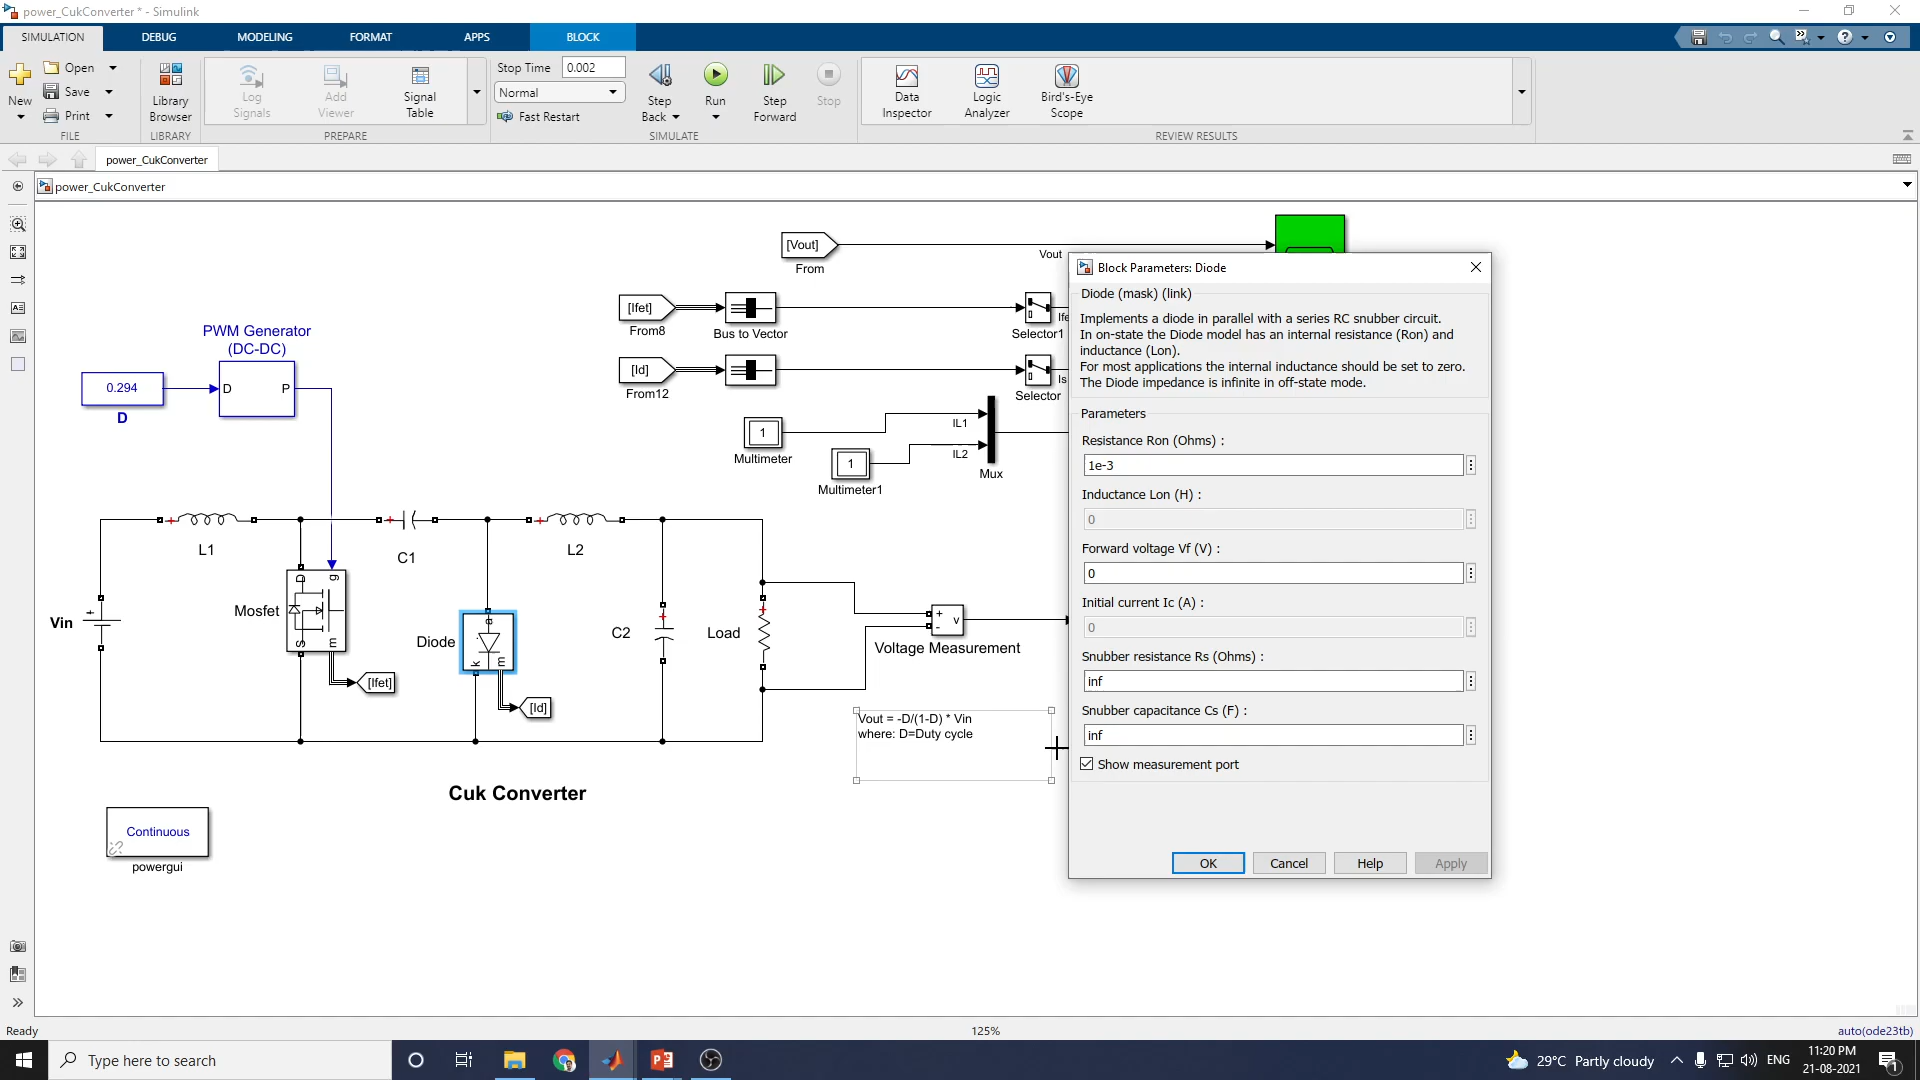 power_CukConverter * - Simulink
SIMULATION
DEBUG
MODELING
FORMAT
APPS
BLOCK
New
Open
Save
Print
FILE
Library
Browser
LIBRARY
Log
Signals
Add
Viewer
Signal
Table
PREPARE
Stop Time 0.002
Normal
Fast Restart
Step
Back
Run
Step
Forward
Stop
SIMULATE
Data
Inspector
Logic
Analyzer
Bird's-Eye
Scope
REVIEW RESULTS
power_CukConverter
power_CukConverter
[Vout]
From
Vout
[Ifet]
From8
Bus to Vector
Selector1
Ife
[Id]
From12
Selector
Is
1
Multimeter
IL1
1
Multimeter1
IL2
Mux
PWM Generator
(DC-DC)
0.294
D
D
P
L1
C1
L2
Vin
+
Mosfet
D
g
S
m
[Ifet]
Diode
a
k
m
[Id]
C2
Load
+
-
v
Voltage Measurement
Vout = -D/(1-D) * Vin
where: D=Duty cycle
Cuk Converter
Continuous
powergui
Block Parameters: Diode
Diode (mask) (link)
Implements a diode in parallel with a series RC snubber circuit.
In on-state the Diode model has an internal resistance (Ron) and
inductance (Lon).
For most applications the internal inductance should be set to zero.
The Diode impedance is infinite in off-state mode.
Parameters
Resistance Ron (Ohms) :
1e-3
Inductance Lon (H) :
0
Forward voltage Vf (V) :
0
Initial current Ic (A) :
0
Snubber resistance Rs (Ohms) :
inf
Snubber capacitance Cs (F) :
inf
Show measurement port
OK
Cancel
Help
Apply
Ready
125%
auto(ode23tb)
Type here to search
29°C Partly cloudy
ENG
11:20 PM
21-08-2021
1